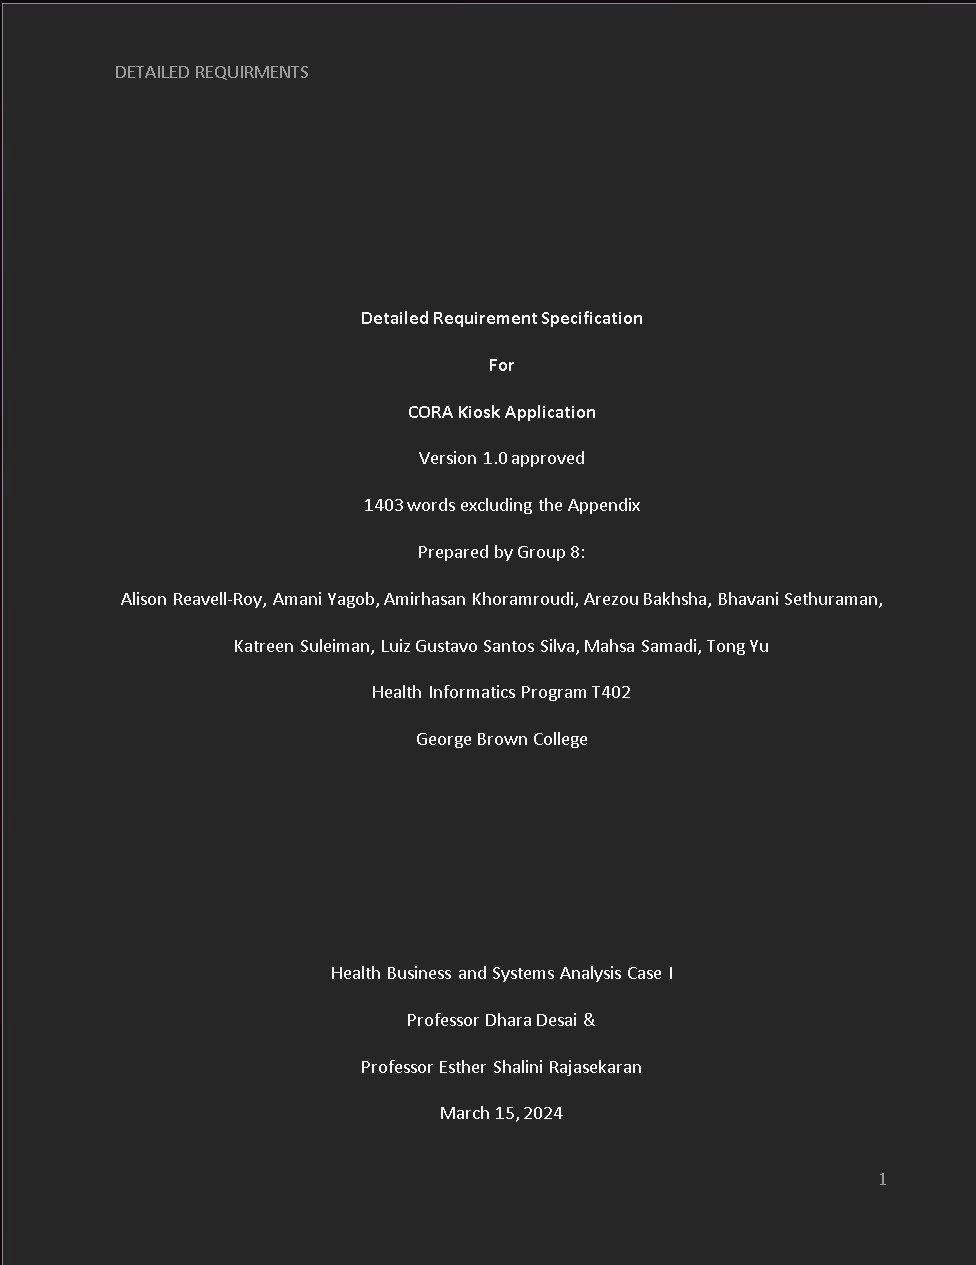 DETAILED REQUIRMENTS
Detailed Requirement Specification
For
CORA Kiosk Application
Version 1.0 approved
1403 words excluding the Appendix
Prepared by Group 8:
Alison Reavell-Roy, Amani Yagob, Amirhasan Khoramroudi, Arezou Bakhsha, Bhavani Sethuraman,
Katreen Suleiman, Luiz Gustavo Santos Silva, Mahsa Samadi, Tong Yu
Health Informatics Program T402
George Brown College
Health Business and Systems Analysis Case I
Professor Dhara Desai &
Professor Esther Shalini Rajasekaran
March 15, 2024
1